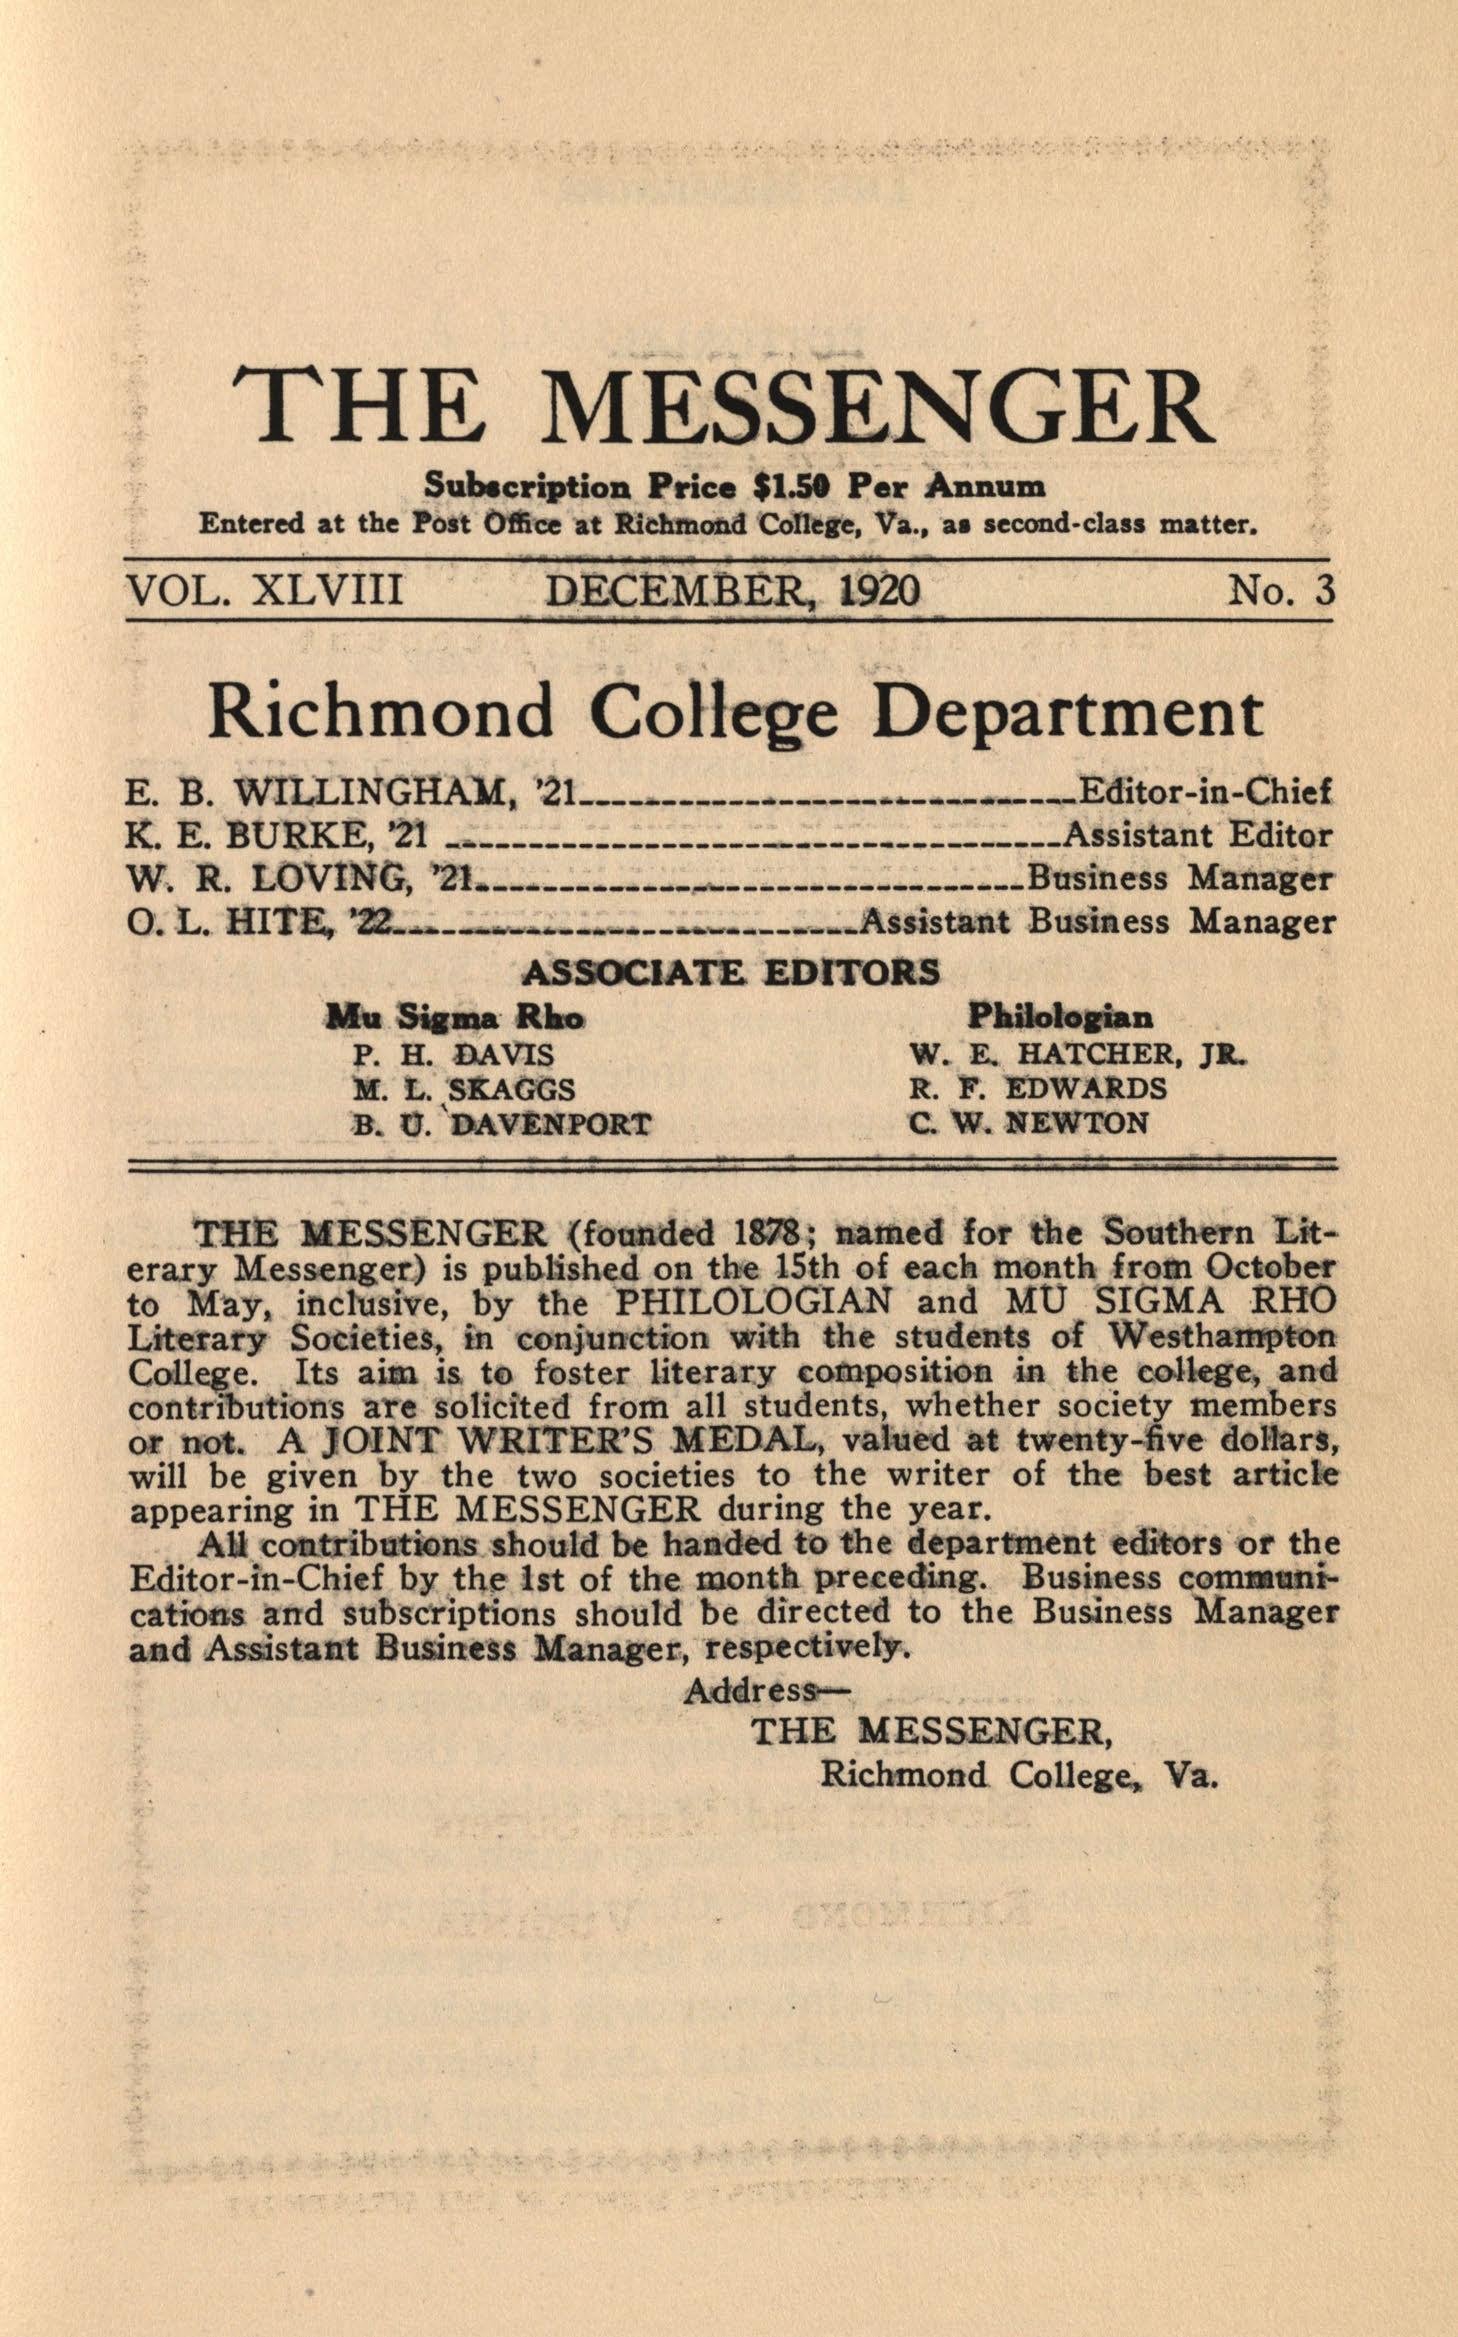 THE MESSENGER
Subscription Price $1.50 Per Annum
Entered at the Post Office at Richmond College, Va., as second-class matter.
VOL. XLVIII DECEMBER, 1920 No. 3
Richmond College Department
E. B. WILLINGHAM, '21 Editor-in-Chief
K. E. BURKE, '21 Assistant Editor
W. R. LOVING, '21 Business Manager
O. L. HITE, '22 Assistant Business Manager
ASSOCIATE EDITORS
Mu Sigma Rho Philologian
P. H. DAVIS W. E. HATCHER, JR.
M. L. SKAGGS R. F. EDWARDS
B. U. DAVENPORT C. W. NEWTON
THE MESSENGER (founded 1878; named for the Southern Lit-
erary Messenger) is published on the 15th of each month from October
to May, inclusive, by the PHILOLOGIAN and MU SIGMA RHO
Literary Societies, in conjunction with the students of Westhampton
College. Its aim is to foster literary composition in the college, and
contributions are solicited from all students, whether society members
or not. A JOINT WRITER'S MEDAL, valued at twenty-five dollars,
will be given by the two societies to the writer of the best article
appearing in THE MESSENGER during the year.
All contributions should be handed to the department editors or the
Editor-in-Chief by the 1st of the month preceding. Business communi-
cations and subscriptions should be directed to the Business Manager
and Assistant Business Manager, respectively.
Address—
THE MESSENGER,
Richmond College, Va.